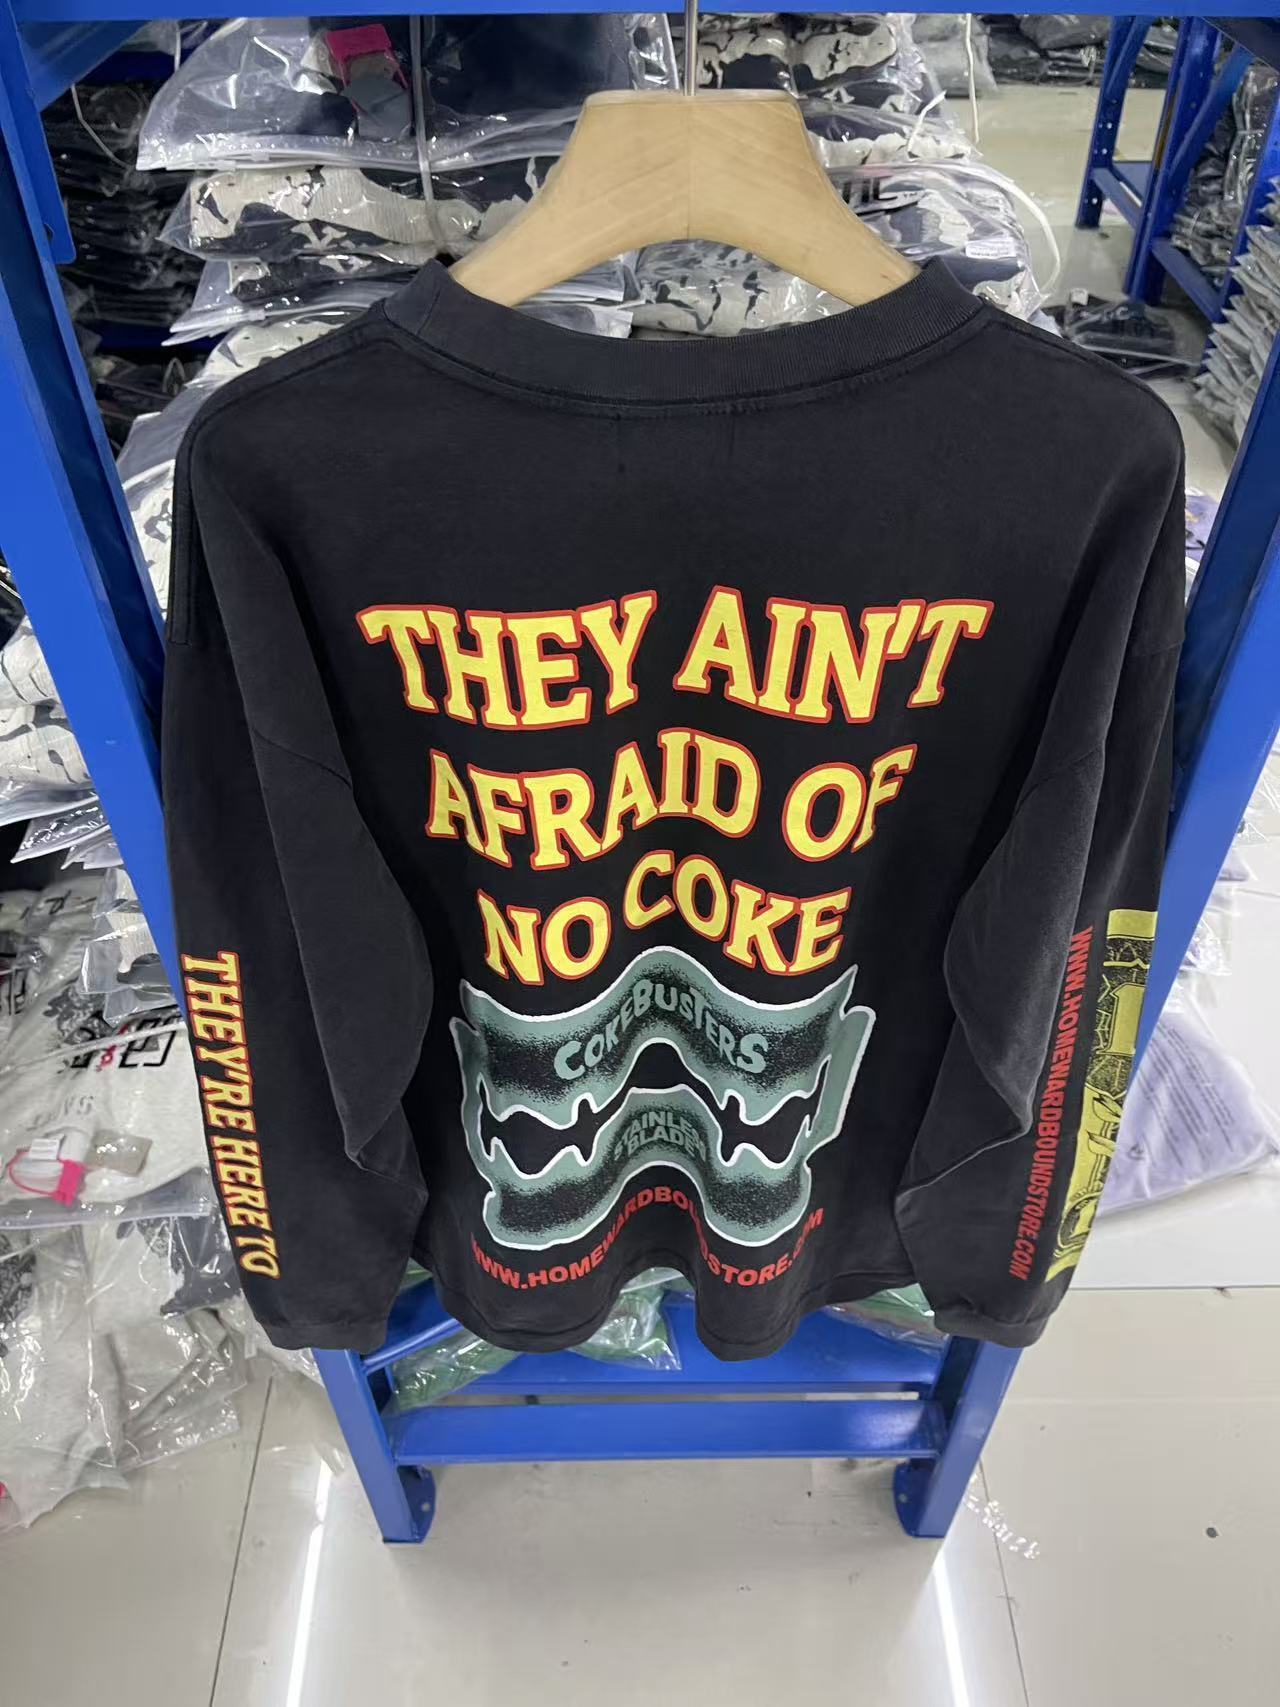 THEY AIN'T
AFRAID OF
NO COKE
COKEBUSTERS
WWW.HOMEWARDBOUNDSTORE.COM
THEY'RE HERE TO
WWW.HOMEWARDBOUNDSTORE.COM